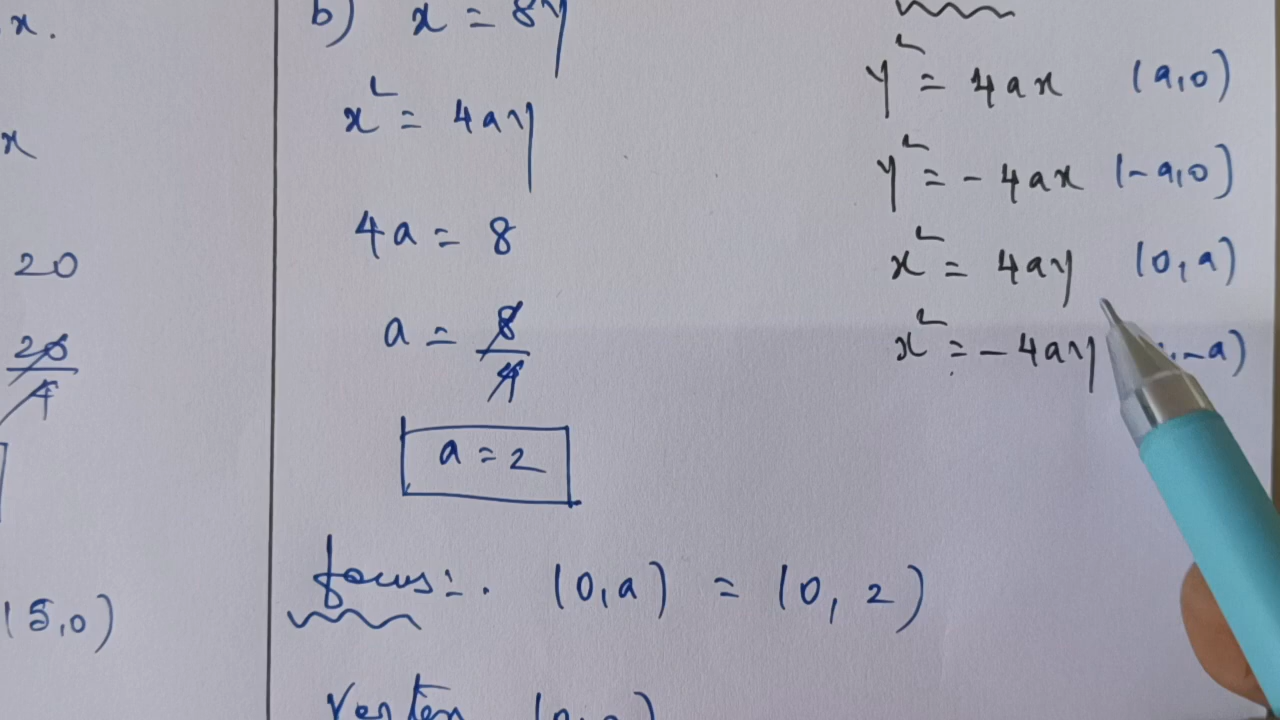 x.
x
20
20/4
(5,0)
b) x = 8y
x² = 4ay
4a = 8
a = 8/4
a = 2
focus:- (0,a) = (0, 2)
Vertex
y² = 4ax (a,0)
y² = - 4ax (-a,0)
x² = 4ay (0,a)
x² = - 4ay -a)